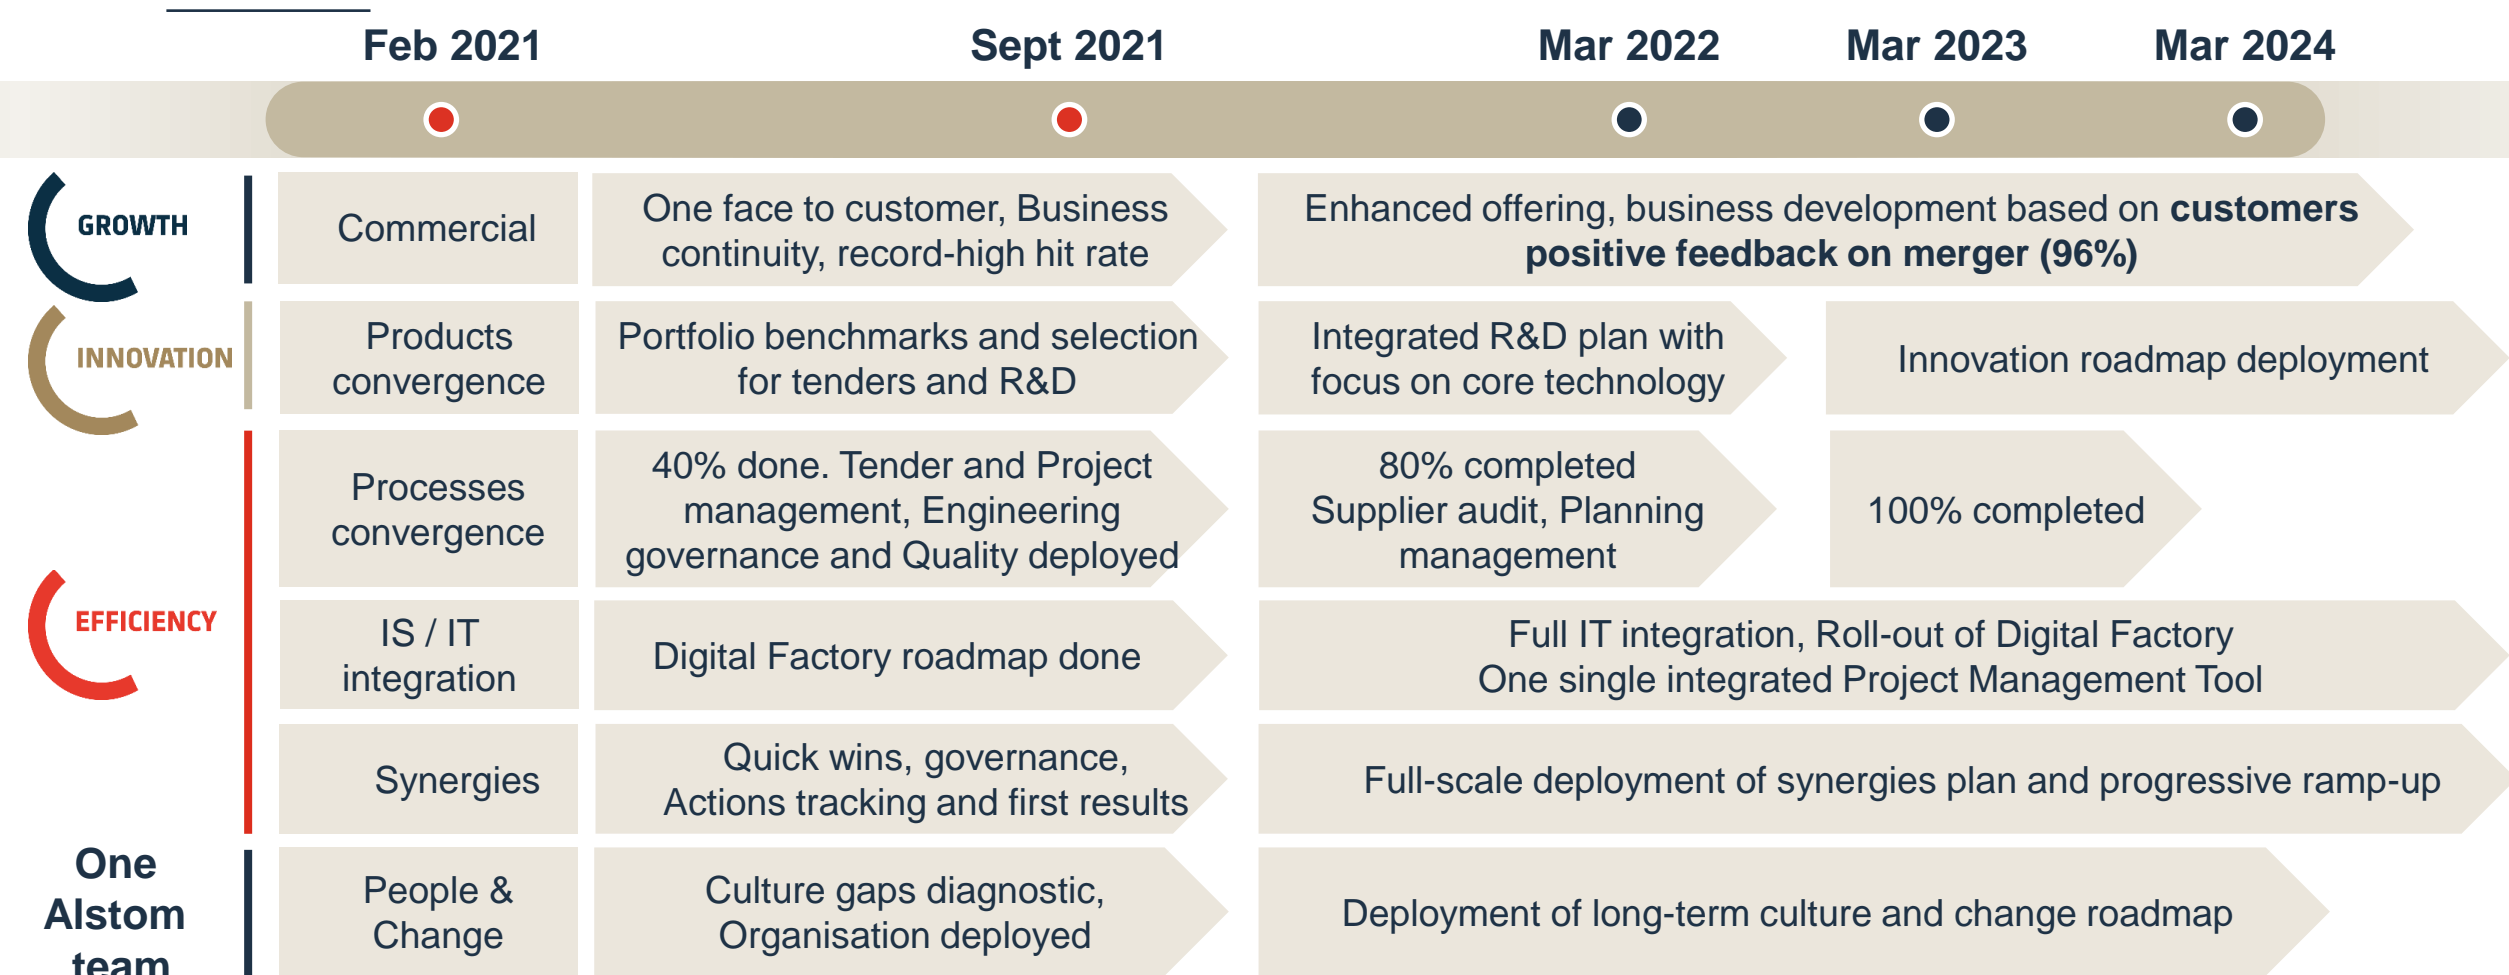 Feb 2021 Sept 2021 Mar 2022 Mar 2023 Mar 2024
GROWTH
Commercial
One face to customer, Business
continuity, record-high hit rate
Enhanced offering, business development based on customers
positive feedback on merger (96%)
INNOVATION
Products
convergence
Portfolio benchmarks and selection
for tenders and R&D
Integrated R&D plan with
focus on core technology
Innovation roadmap deployment
EFFICIENCY
Processes
convergence
40% done. Tender and Project
management, Engineering
governance and Quality deployed
80% completed
Supplier audit, Planning
management
100% completed
IS / IT
integration
Digital Factory roadmap done
Full IT integration, Roll-out of Digital Factory
One single integrated Project Management Tool
Synergies
Quick wins, governance,
Actions tracking and first results
Full-scale deployment of synergies plan and progressive ramp-up
One
Alstom
team
People &
Change
Culture gaps diagnostic,
Organisation deployed
Deployment of long-term culture and change roadmap